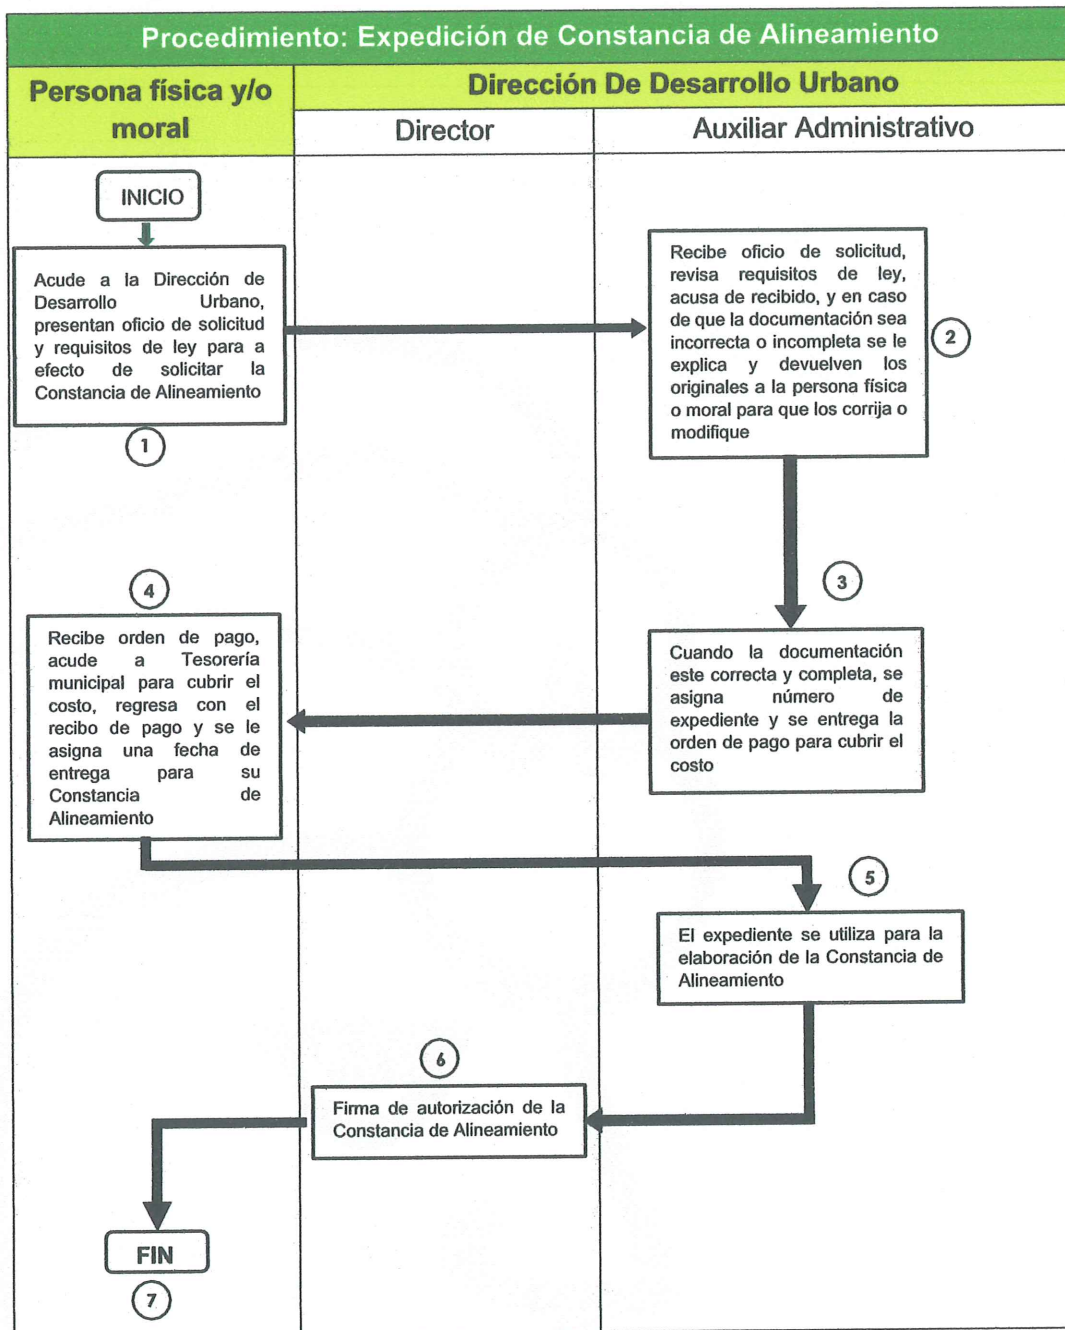 Procedimiento: Expedición de Constancia de Alineamiento
Persona física y/o
moral
Dirección De Desarrollo Urbano
Director
Auxiliar Administrativo
INICIO
Acude a la Dirección de
Desarrollo Urbano,
presentan oficio de solicitud
y requisitos de ley para a
efecto de solicitar la
Constancia de Alineamiento
1
Recibe oficio de solicitud,
revisa requisitos de ley,
acusa de recibido, y en caso
de que la documentación sea
incorrecta o incompleta se le
explica y devuelven los
originales a la persona física
o moral para que los corrija o
modifique
2
3
Cuando la documentación
este correcta y completa, se
asigna número de
expediente y se entrega la
orden de pago para cubrir el
costo
4
Recibe orden de pago,
acude a Tesorería
municipal para cubrir el
costo, regresa con el
recibo de pago y se le
asigna una fecha de
entrega para su
Constancia de
Alineamiento
5
El expediente se utiliza para la
elaboración de la Constancia de
Alineamiento
6
Firma de autorización de la
Constancia de Alineamiento
FIN
7